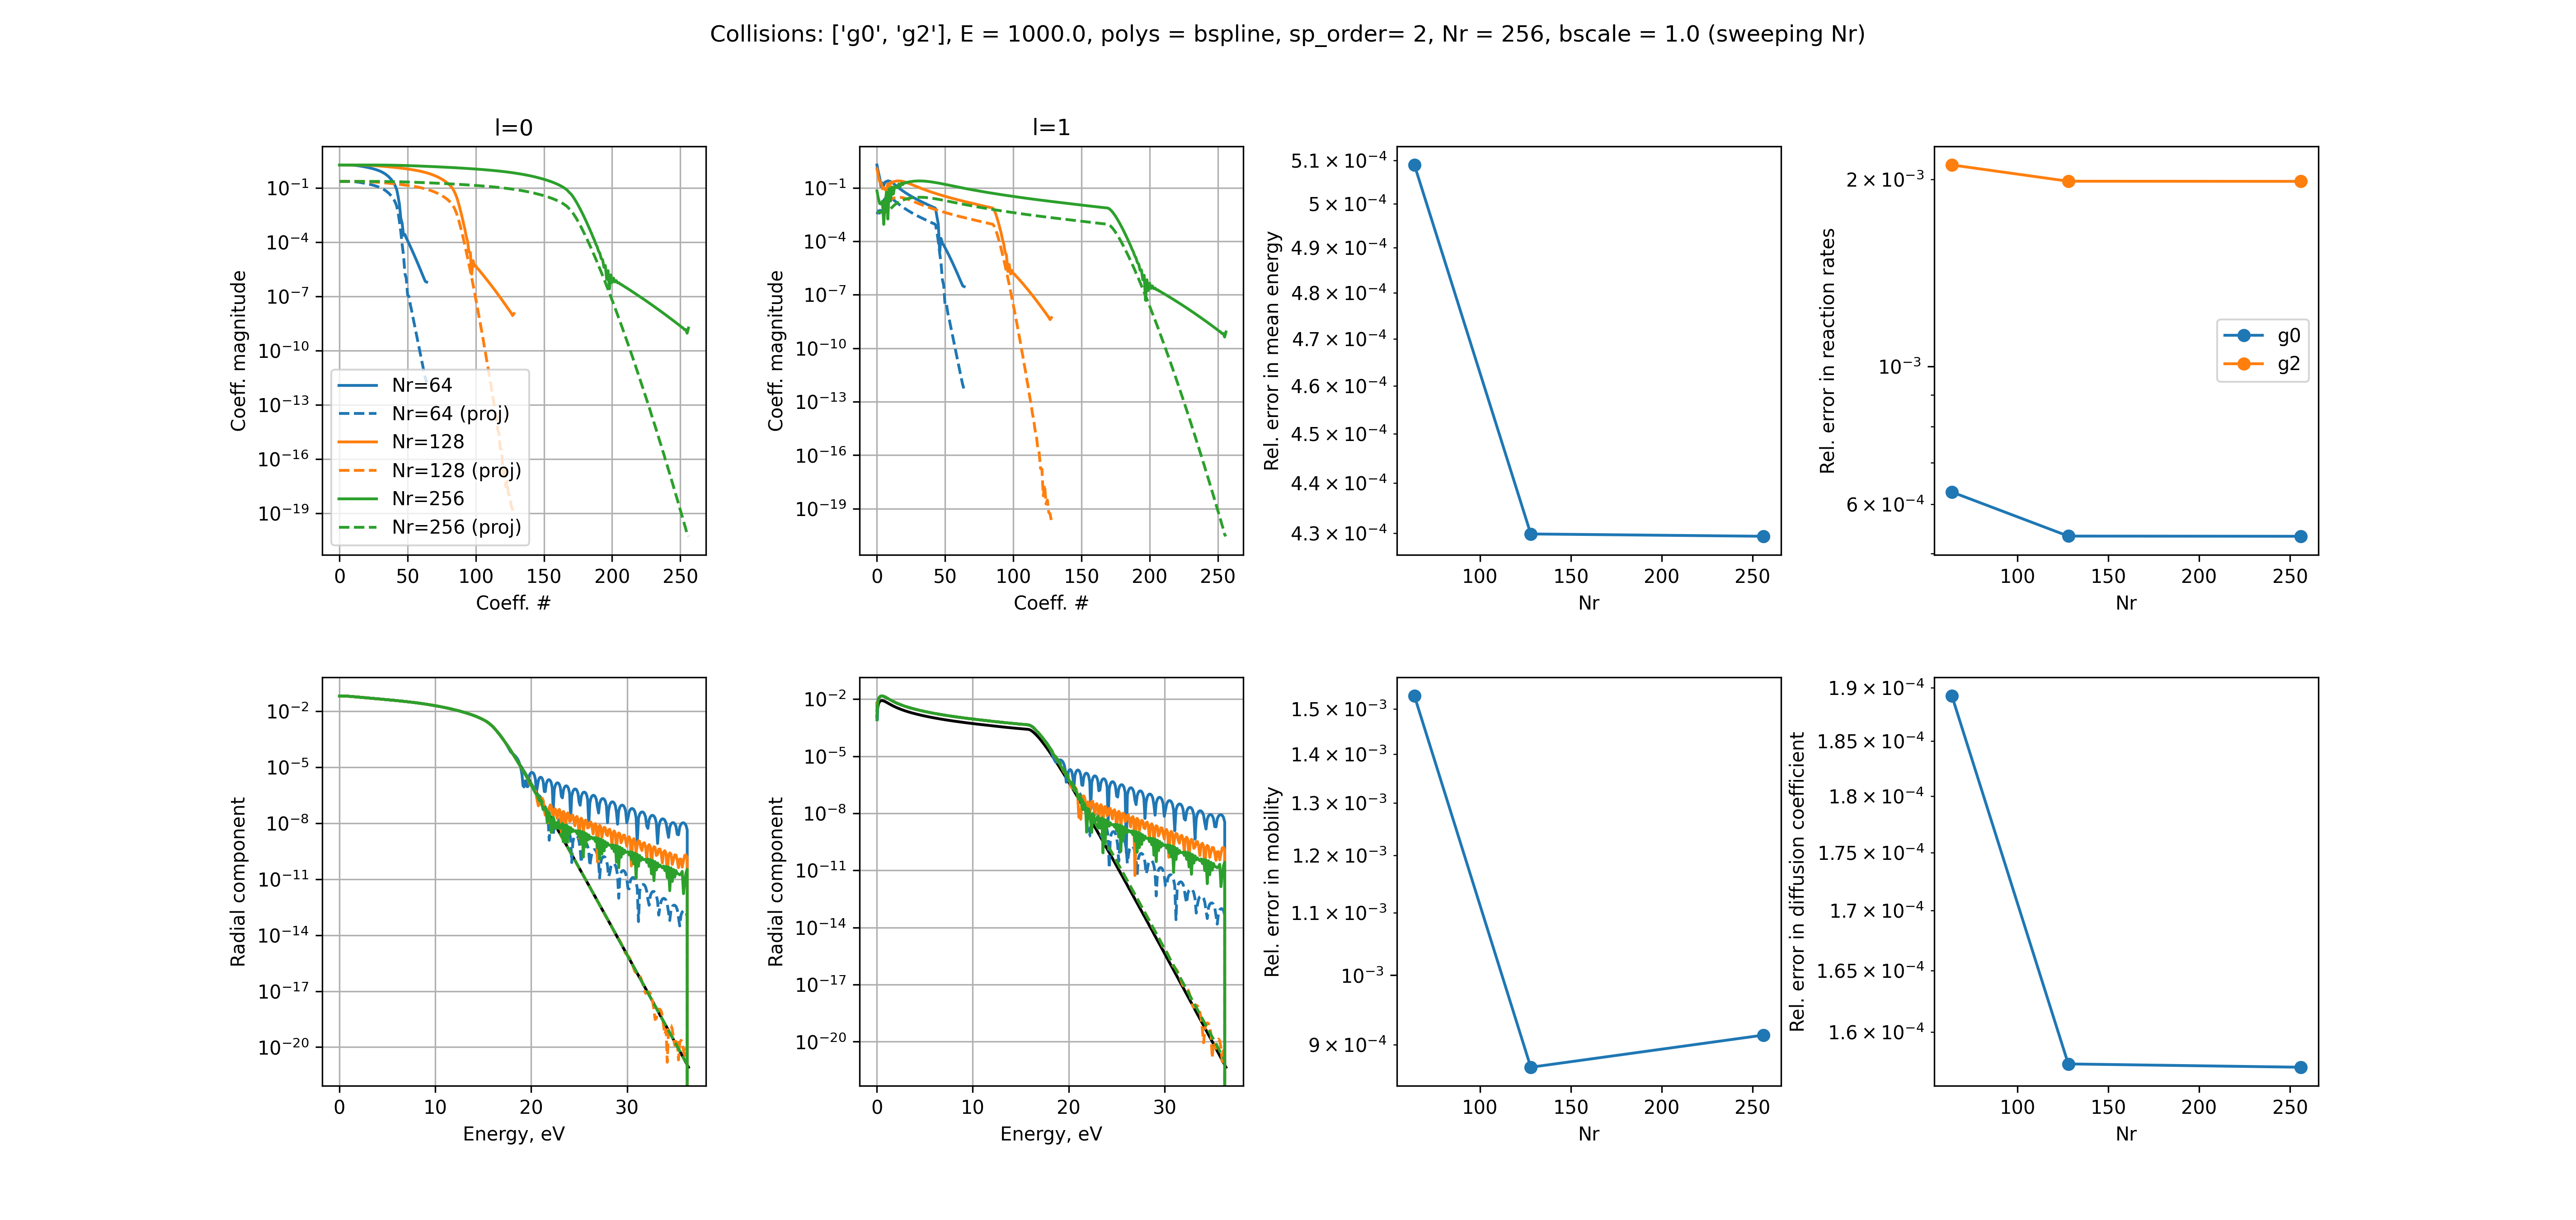 Collisions: ['g0', 'g2'], E = 1000.0, polys = bspline, sp_order= 2, Nr = 256, bscale = 1.0 (sweeping Nr)
l=0
Coeff. magnitude
10⁻¹
10⁻⁴
10⁻⁷
10⁻¹⁰
10⁻¹³
10⁻¹⁶
10⁻¹⁹
Nr=64
Nr=64 (proj)
Nr=128
Nr=128 (proj)
Nr=256
Nr=256 (proj)
0 50 100 150 200 250
Coeff. #
l=1
Coeff. magnitude
10⁻¹
10⁻⁴
10⁻⁷
10⁻¹⁰
10⁻¹³
10⁻¹⁶
10⁻¹⁹
0 50 100 150 200 250
Coeff. #
Rel. error in mean energy
5.1 × 10⁻⁴
5 × 10⁻⁴
4.9 × 10⁻⁴
4.8 × 10⁻⁴
4.7 × 10⁻⁴
4.6 × 10⁻⁴
4.5 × 10⁻⁴
4.4 × 10⁻⁴
4.3 × 10⁻⁴
100 150 200 250
Nr
Rel. error in reaction rates
2 × 10⁻³
10⁻³
6 × 10⁻⁴
g0
g2
100 150 200 250
Nr
Radial component
10⁻²
10⁻⁵
10⁻⁸
10⁻¹¹
10⁻¹⁴
10⁻¹⁷
10⁻²⁰
0 10 20 30
Energy, eV
Radial component
10⁻²
10⁻⁵
10⁻⁸
10⁻¹¹
10⁻¹⁴
10⁻¹⁷
10⁻²⁰
0 10 20 30
Energy, eV
Rel. error in mobility
1.5 × 10⁻³
1.4 × 10⁻³
1.3 × 10⁻³
1.2 × 10⁻³
1.1 × 10⁻³
10⁻³
9 × 10⁻⁴
100 150 200 250
Nr
Rel. error in diffusion coefficient
1.9 × 10⁻⁴
1.85 × 10⁻⁴
1.8 × 10⁻⁴
1.75 × 10⁻⁴
1.7 × 10⁻⁴
1.65 × 10⁻⁴
1.6 × 10⁻⁴
100 150 200 250
Nr